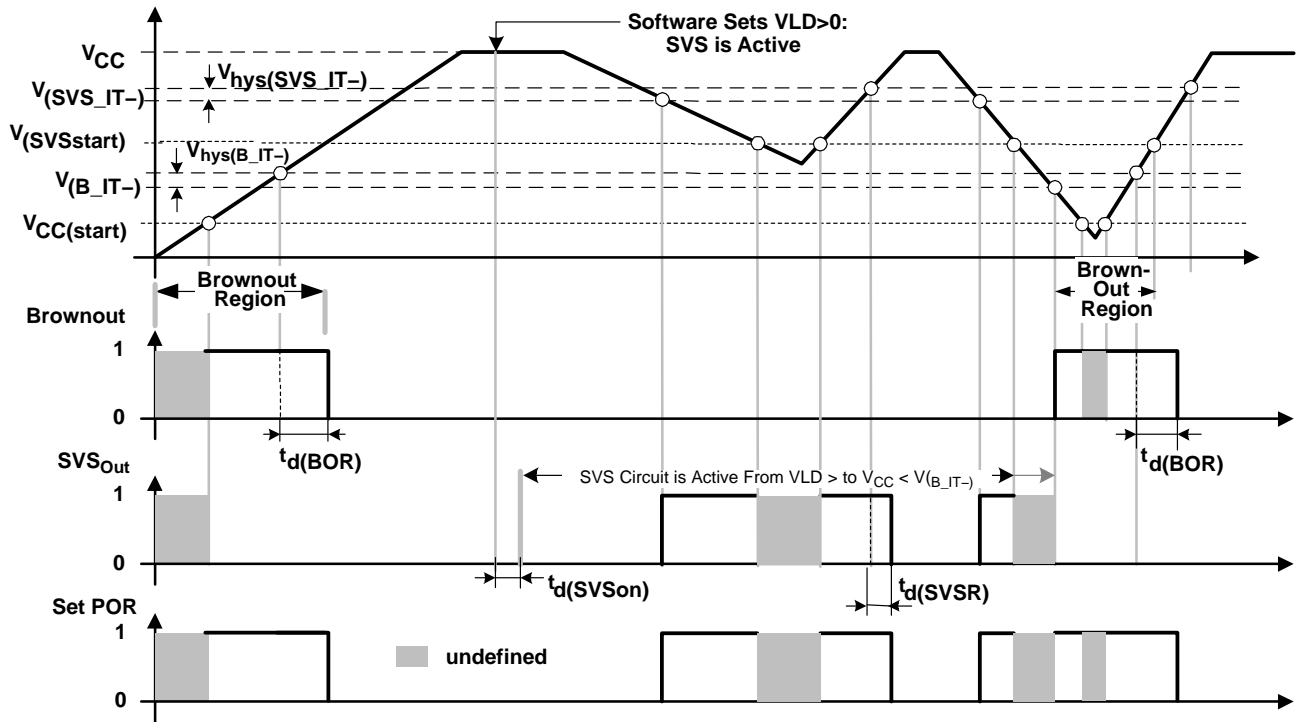 Software Sets VLD>0:
SVS is Active
VCC
Vhys(SVS_IT−)
V(SVS_IT−)
V(SVSstart)
Vhys(B_IT−)
V(B_IT−)
VCC(start)
Brownout
Region
Brown-
Out
Region
Brownout
1
0
td(BOR)
td(BOR)
SVSOut
SVS Circuit is Active From VLD > to VCC < V(B_IT−)
1
0
td(SVSon)
td(SVSR)
Set POR
1
undefined
0